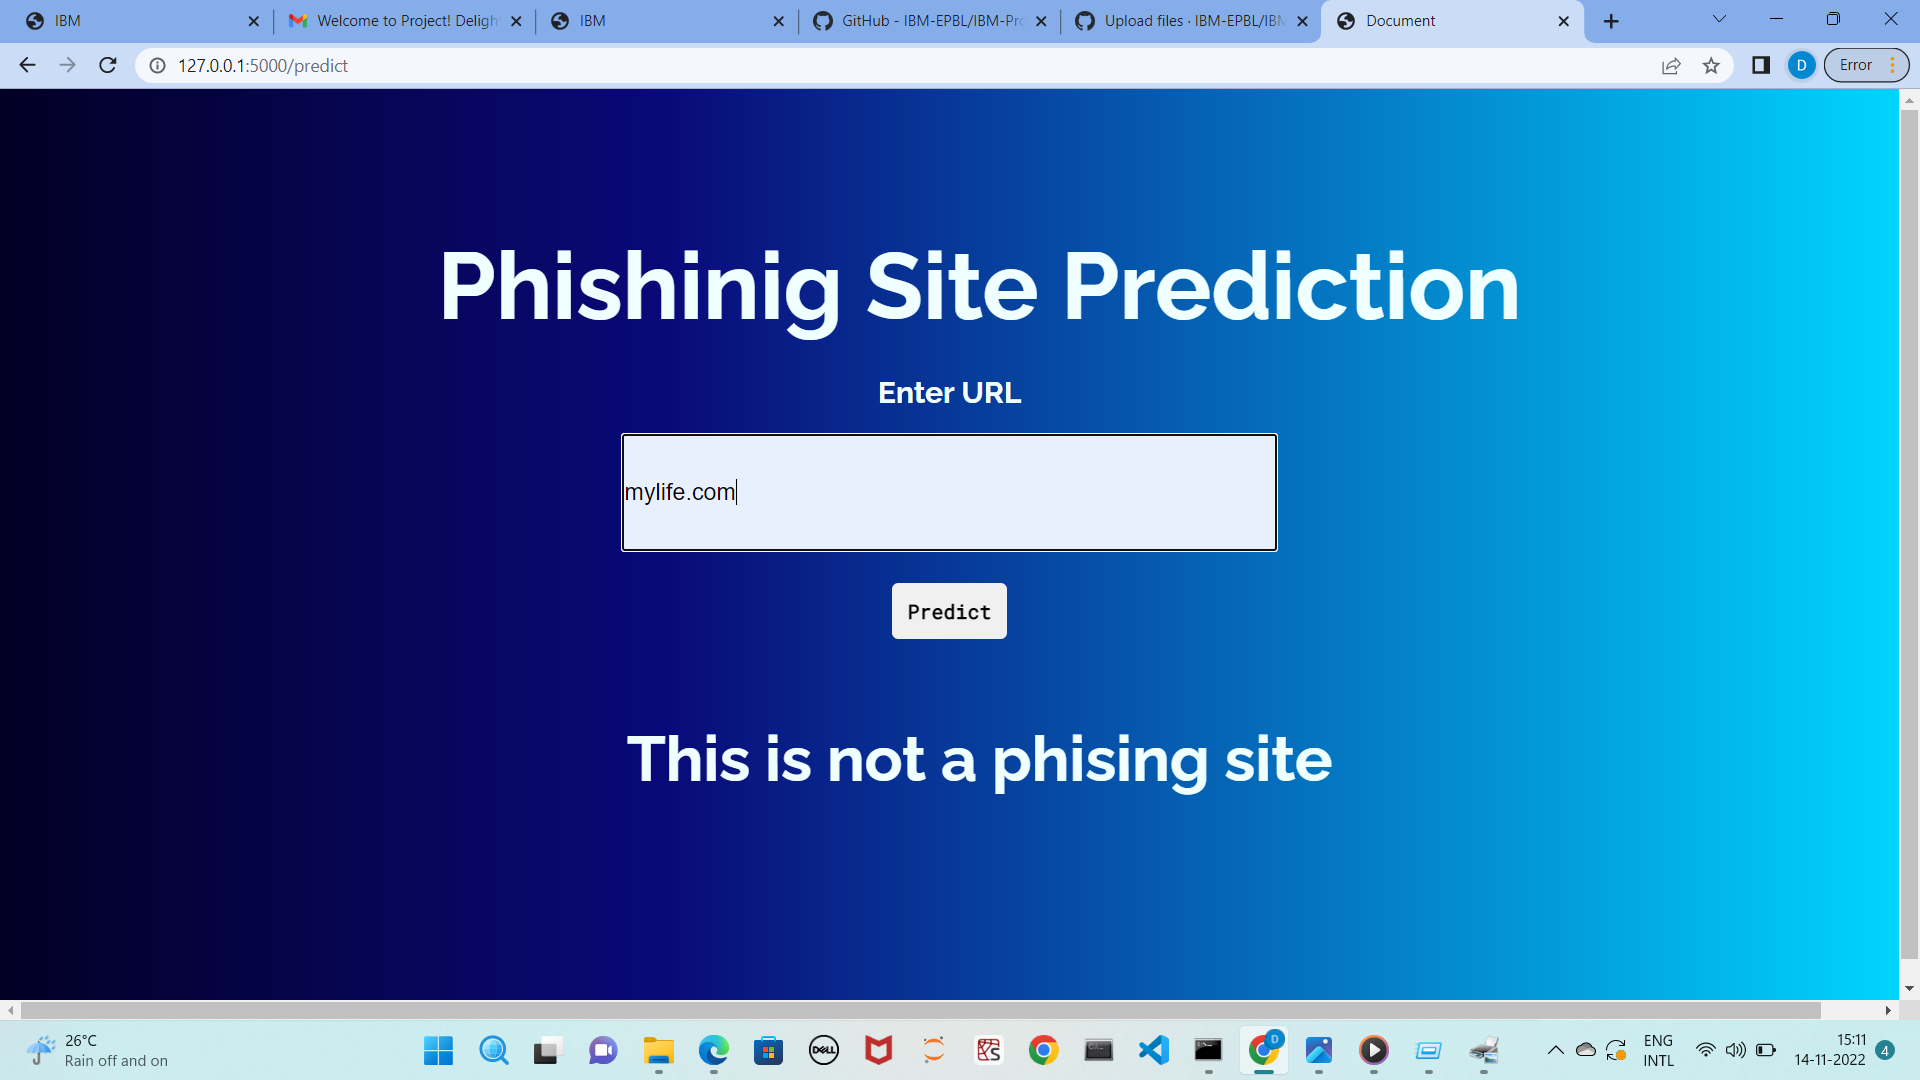 IBM
Welcome to Project! Deligh
IBM
GitHub - IBM-EPBL/IBM-Pro
Upload files · IBM-EPBL/IBM
Document
127.0.0.1:5000/predict
D
Error
Phishinig Site Prediction
Enter URL
mylife.com
Predict
This is not a phising site
26°C
Rain off and on
DELL
D
ENG
INTL
15:11
14-11-2022
4